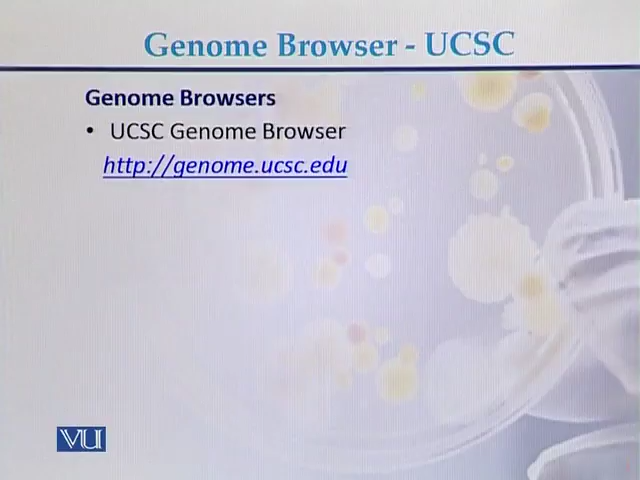 Genome Browser - UCSC
Genome Browsers
• UCSC Genome Browser
http://genome.ucsc.edu
VU